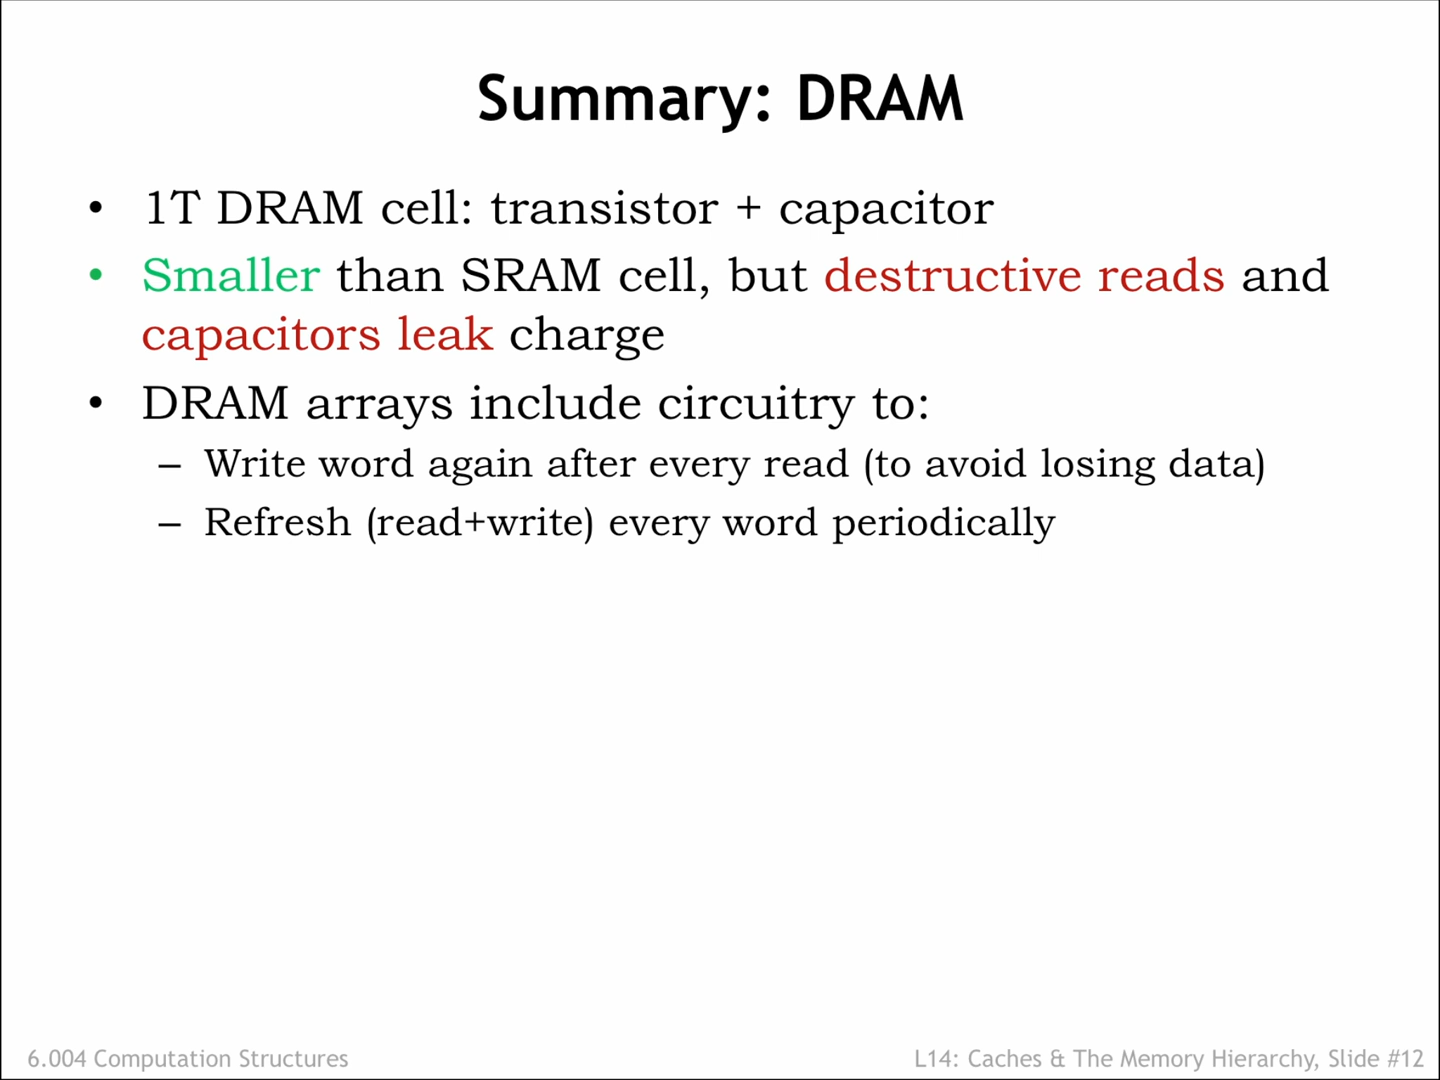 Summary: DRAM
• 1T DRAM cell: transistor + capacitor
• Smaller than SRAM cell, but destructive reads and
capacitors leak charge
• DRAM arrays include circuitry to:
– Write word again after every read (to avoid losing data)
– Refresh (read+write) every word periodically
6.004 Computation Structures
L14: Caches & The Memory Hierarchy, Slide #12